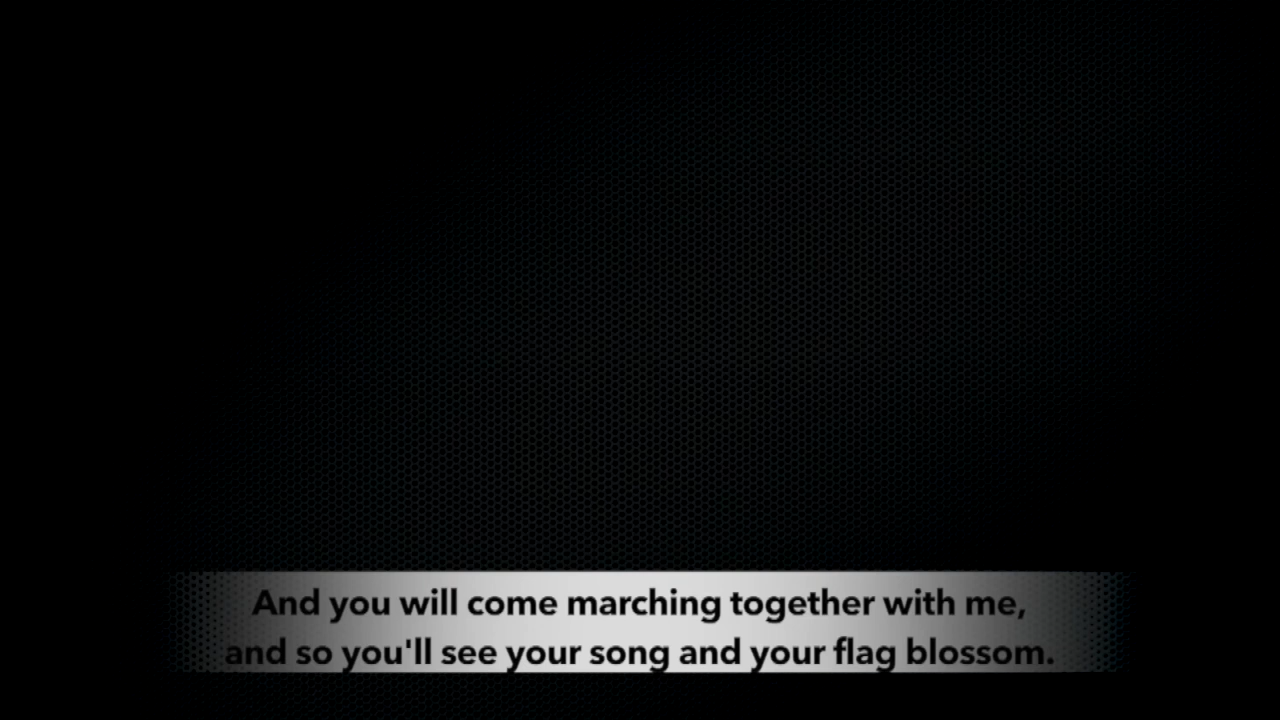 And you will come marching together with me,
and so you'll see your song and your flag blossom.